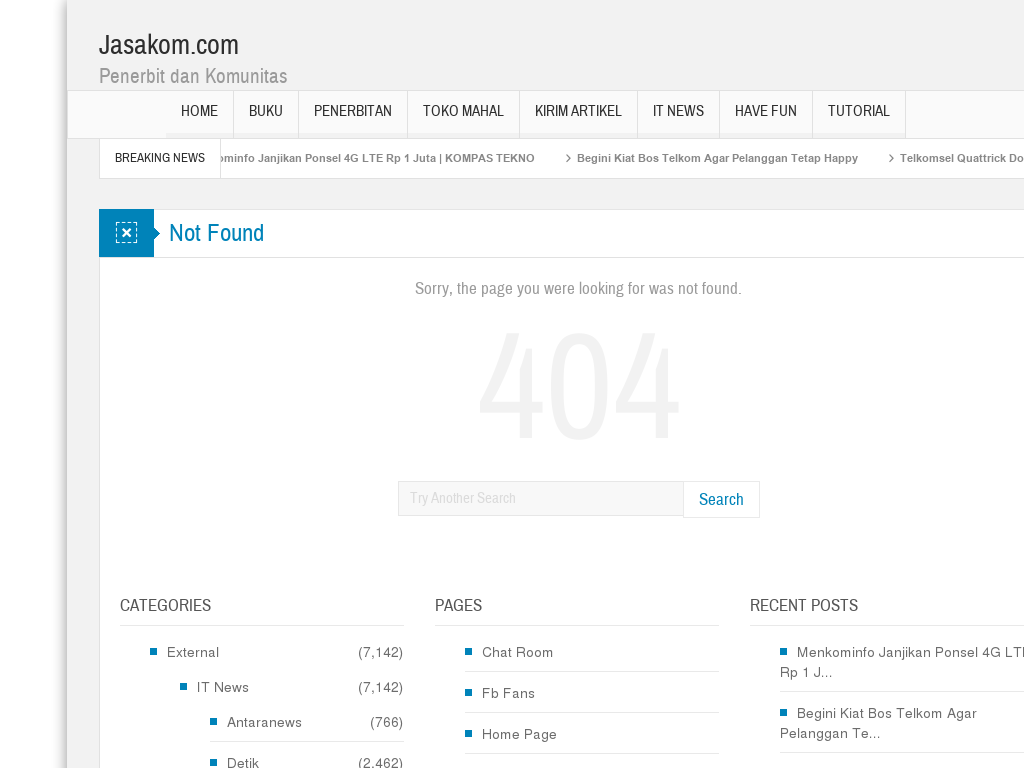 Jasakom.com
Penerbit dan Komunitas
HOME BUKU PENERBITAN TOKO MAHAL KIRIM ARTIKEL IT NEWS HAVE FUN TUTORIAL
BREAKING NEWS ominfo Janjikan Ponsel 4G LTE Rp 1 Juta | KOMPAS TEKNO Begini Kiat Bos Telkom Agar Pelanggan Tetap Happy Telkomsel Quattrick Do
Not Found
Sorry, the page you were looking for was not found.
404
Try Another Search Search
CATEGORIES
External (7,142)
IT News (7,142)
Antaranews (766)
Detik (2,462)
PAGES
Chat Room
Fb Fans
Home Page
RECENT POSTS
Menkominfo Janjikan Ponsel 4G LTE
Rp 1 J...
Begini Kiat Bos Telkom Agar
Pelanggan Te...